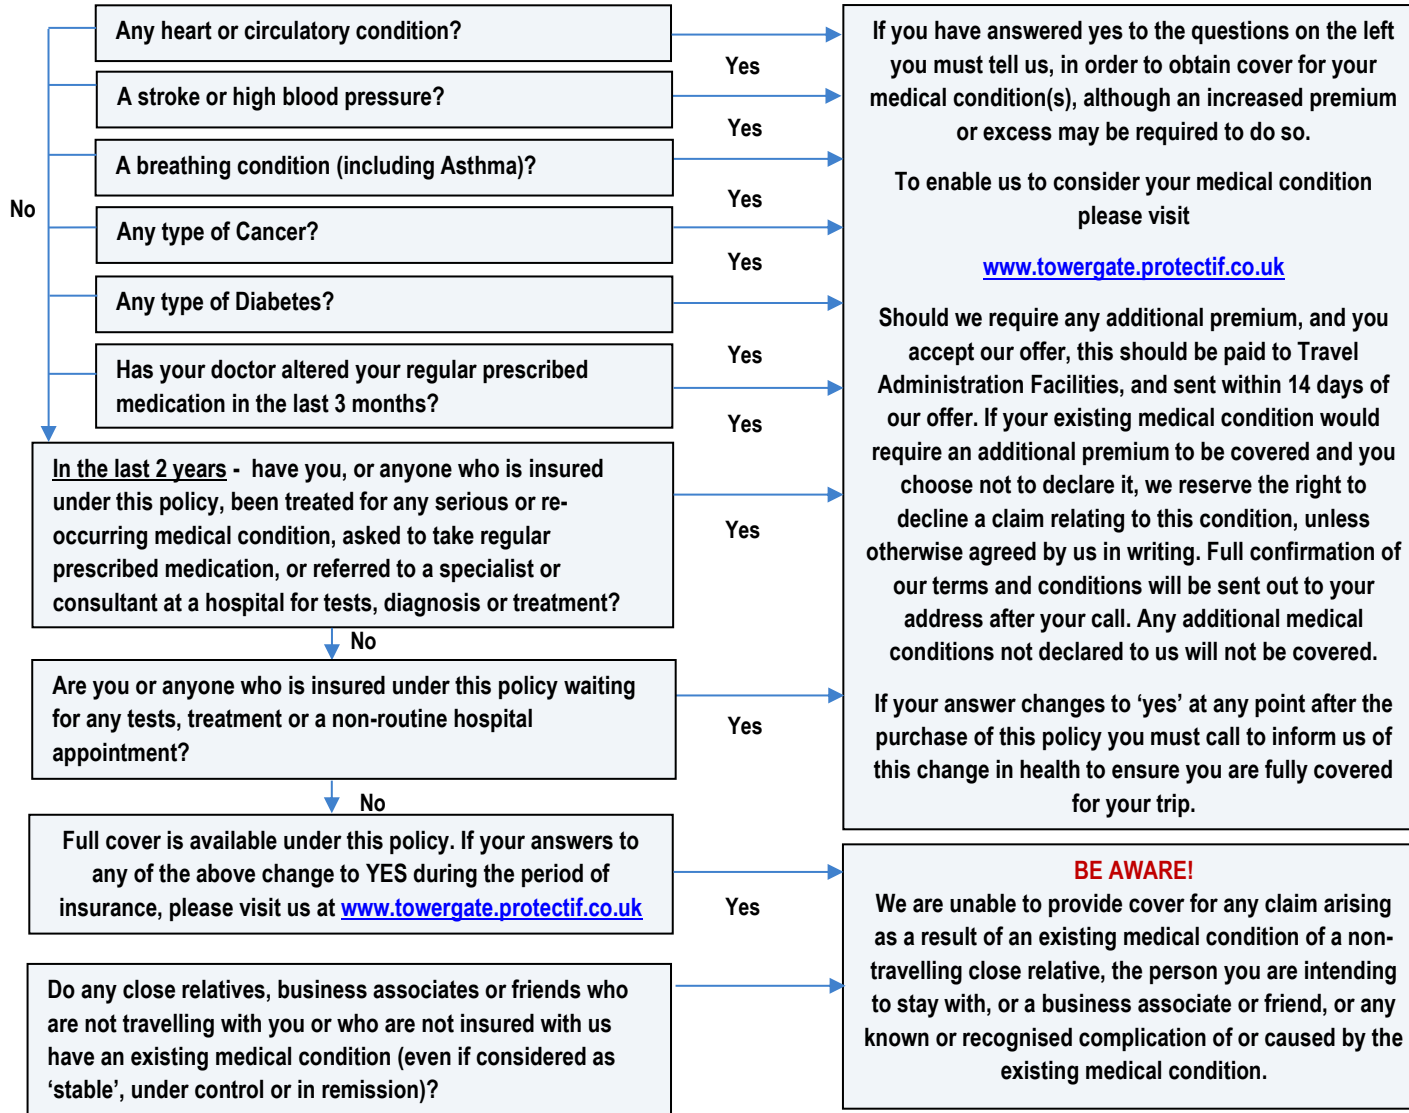 Any heart or circulatory condition?
Yes
A stroke or high blood pressure?
Yes
A breathing condition (including Asthma)?
Yes
No
Any type of Cancer?
Yes
Any type of Diabetes?
Yes
Has your doctor altered your regular prescribed
medication in the last 3 months?
Yes
In the last 2 years - have you, or anyone who is insured
under this policy, been treated for any serious or re-
occurring medical condition, asked to take regular
prescribed medication, or referred to a specialist or
consultant at a hospital for tests, diagnosis or treatment?
Yes
No
Are you or anyone who is insured under this policy waiting
for any tests, treatment or a non-routine hospital
appointment?
Yes
No
Full cover is available under this policy. If your answers to
any of the above change to YES during the period of
insurance, please visit us at www.towergate.protectif.co.uk
Yes
Do any close relatives, business associates or friends who
are not travelling with you or who are not insured with us
have an existing medical condition (even if considered as
‘stable’, under control or in remission)?
If you have answered yes to the questions on the left
you must tell us, in order to obtain cover for your
medical condition(s), although an increased premium
or excess may be required to do so.
To enable us to consider your medical condition
please visit
www.towergate.protectif.co.uk
Should we require any additional premium, and you
accept our offer, this should be paid to Travel
Administration Facilities, and sent within 14 days of
our offer. If your existing medical condition would
require an additional premium to be covered and you
choose not to declare it, we reserve the right to
decline a claim relating to this condition, unless
otherwise agreed by us in writing. Full confirmation of
our terms and conditions will be sent out to your
address after your call. Any additional medical
conditions not declared to us will not be covered.
If your answer changes to ‘yes’ at any point after the
purchase of this policy you must call to inform us of
this change in health to ensure you are fully covered
for your trip.
BE AWARE!
We are unable to provide cover for any claim arising
as a result of an existing medical condition of a non-
travelling close relative, the person you are intending
to stay with, or a business associate or friend, or any
known or recognised complication of or caused by the
existing medical condition.